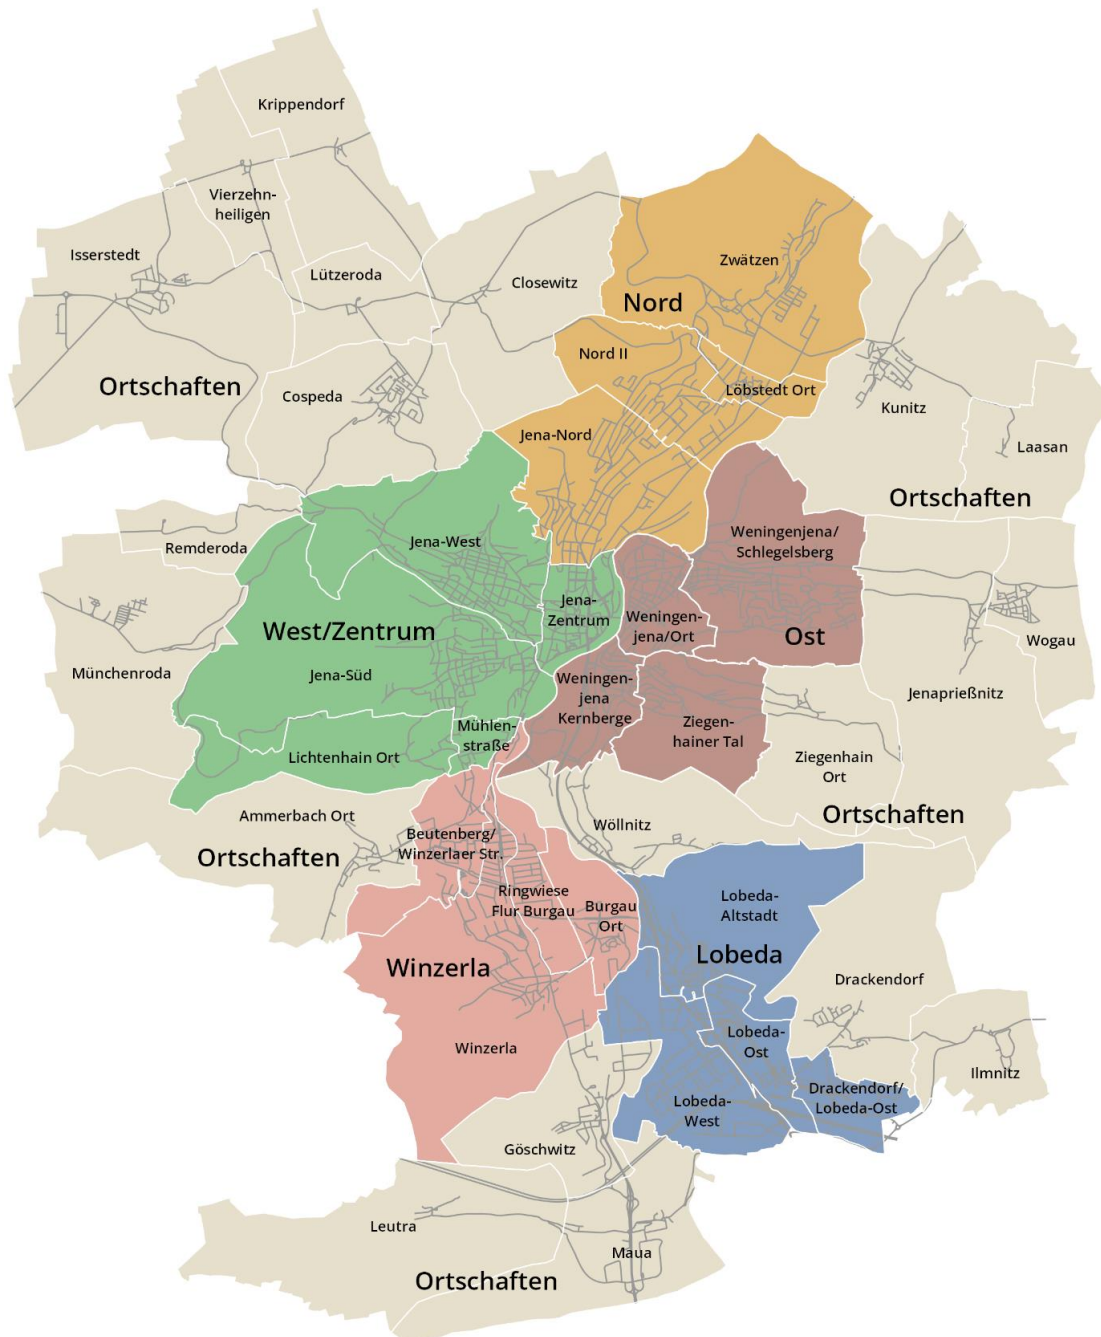 Krippendorf
Vierzehn-
heiligen
Isserstedt
Lützeroda
Closewitz
Zwätzen
Nord
Nord II
Ortschaften
Cospeda
Löbstedt Ort
Kunitz
Jena-Nord
Laasan
Ortschaften
Remderoda
Jena-West
Weningenjena/
Schlegelsberg
Jena-
Zentrum
Weningen-
jena/Ort
West/Zentrum
Ost
Wogau
Münchenroda
Jena-Süd
Weningen-
jena
Kernberge
Jenaprießnitz
Mühlen-
straße
Ziegen-
hainer Tal
Lichtenhain Ort
Ziegenhain
Ort
Ammerbach Ort
Ortschaften
Wöllnitz
Beutenberg/
Winzerlaer Str.
Ortschaften
Ringwiese
Flur Burgau
Burgau
Ort
Lobeda-
Altstadt
Lobeda
Winzerla
Drackendorf
Winzerla
Lobeda-
Ost
Ilmnitz
Drackendorf/
Lobeda-Ost
Lobeda-
West
Göschwitz
Leutra
Maua
Ortschaften